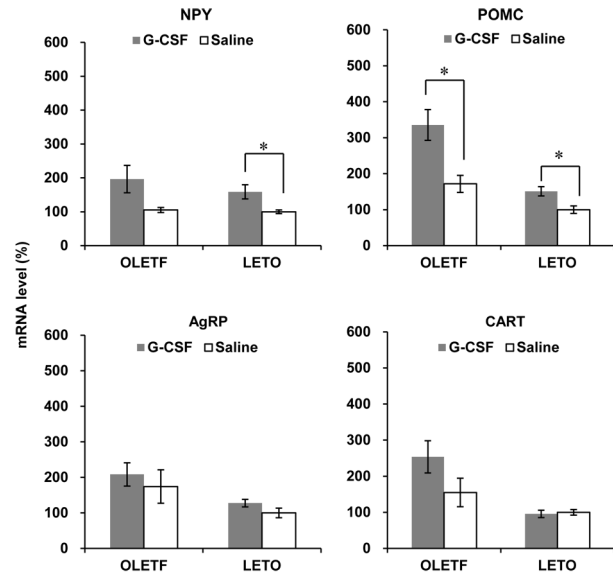 NPY
G-CSF Saline
600
500
400
300
200
100
0
*
OLETF LETO
POMC
G-CSF Saline
600
500
400
300
200
100
0
*
*
OLETF LETO
mRNA level (%)
AgRP
G-CSF Saline
600
500
400
300
200
100
0
OLETF LETO
CART
G-CSF Saline
600
500
400
300
200
100
0
OLETF LETO